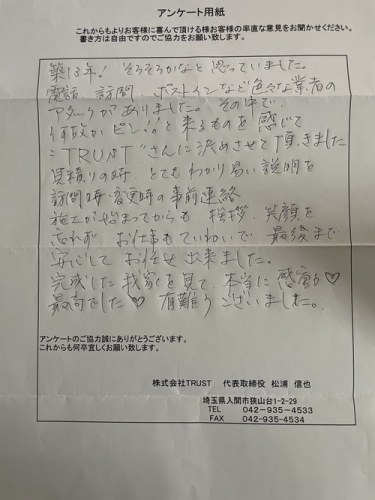 アンケート用紙
これからもよりお客様に喜んで頂ける様お客様の率直な意見をお聞かせください。
書き方は自由ですのでご協力をお願い致します。
築13年! そろそろかなと思っていました。
電話、訪問、ポストインなど色々な業者の
アタックがありました。その中で、
何故かピン!!と来るものを感じて
"TRUST"さんに決めさせて頂きました
見積りの時、とてもわかり易い説明を
訪問時・変更時の事前連絡
施工が始まってからも 挨拶、笑顔を
忘れず お仕事もていねいで 最後まで
安心して お任せ出来ました。
完成した我家を見て、本当に感激♡
最高でした♡ 有難うございました。
アンケートのご協力誠にありがとうございます。
これからも何卒宜しくお願い致します。
株式会社TRUST 代表取締役 松浦 信也
埼玉県入間市狭山台1-2-29
TEL 042-935-4533
FAX 042-935-4534